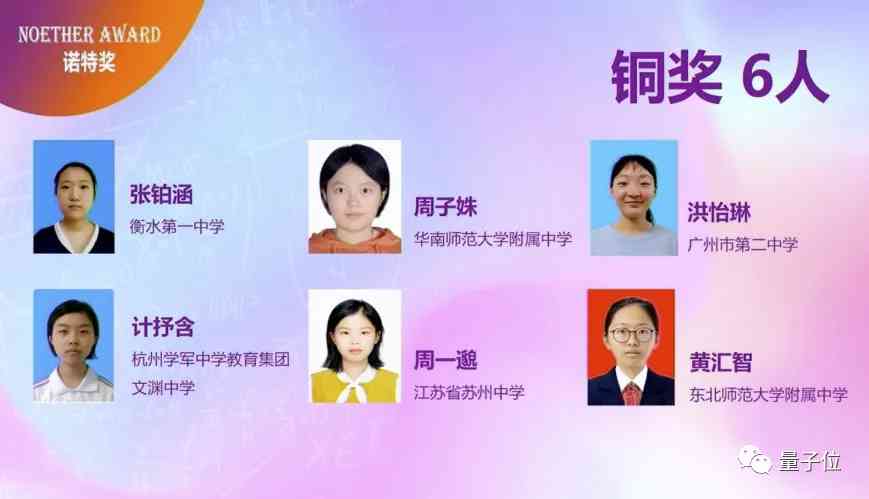 NOETHER AWARD
诺特奖
铜奖 6人
张铂涵
衡水第一中学
周子姝
华南师范大学附属中学
洪怡琳
广州市第二中学
计抒含
杭州学军中学教育集团
文渊中学
周一邈
江苏省苏州中学
黄汇智
东北师范大学附属中学
量子位